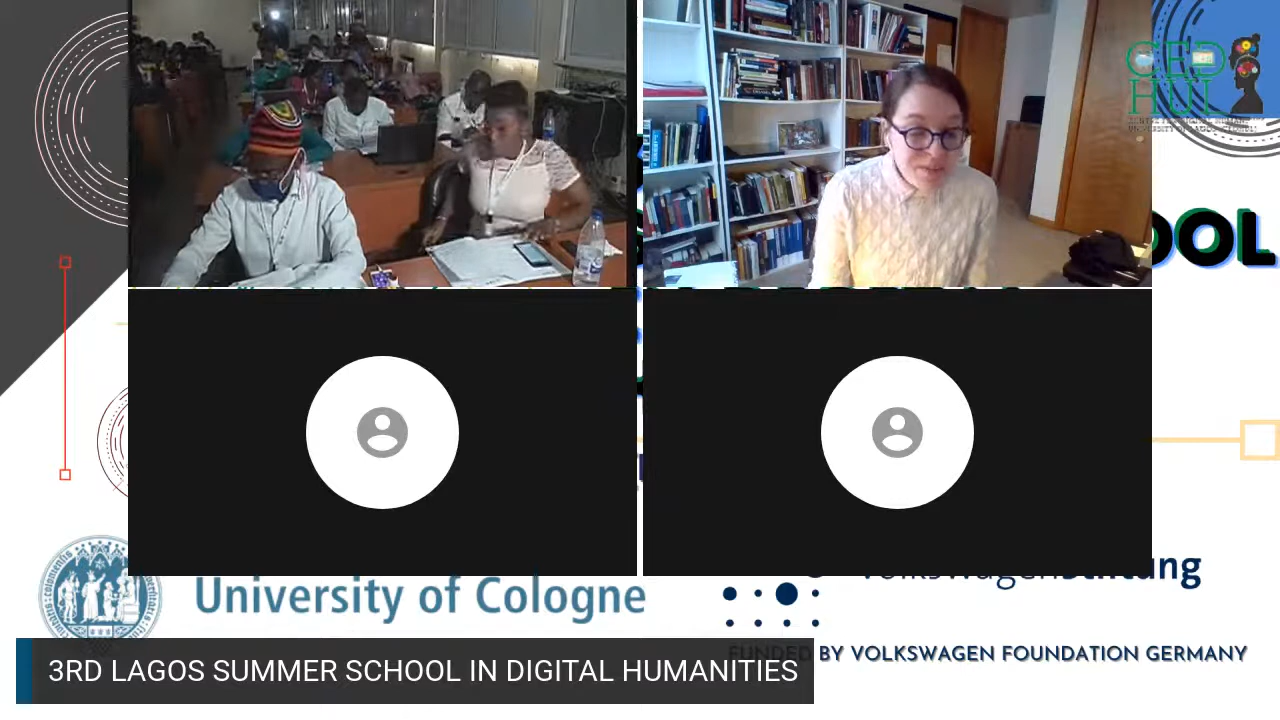 CEDHUL
OOL
University of Cologne
Volkswagenstiftung
FUNDED BY VOLKSWAGEN FOUNDATION GERMANY
3RD LAGOS SUMMER SCHOOL IN DIGITAL HUMANITIES